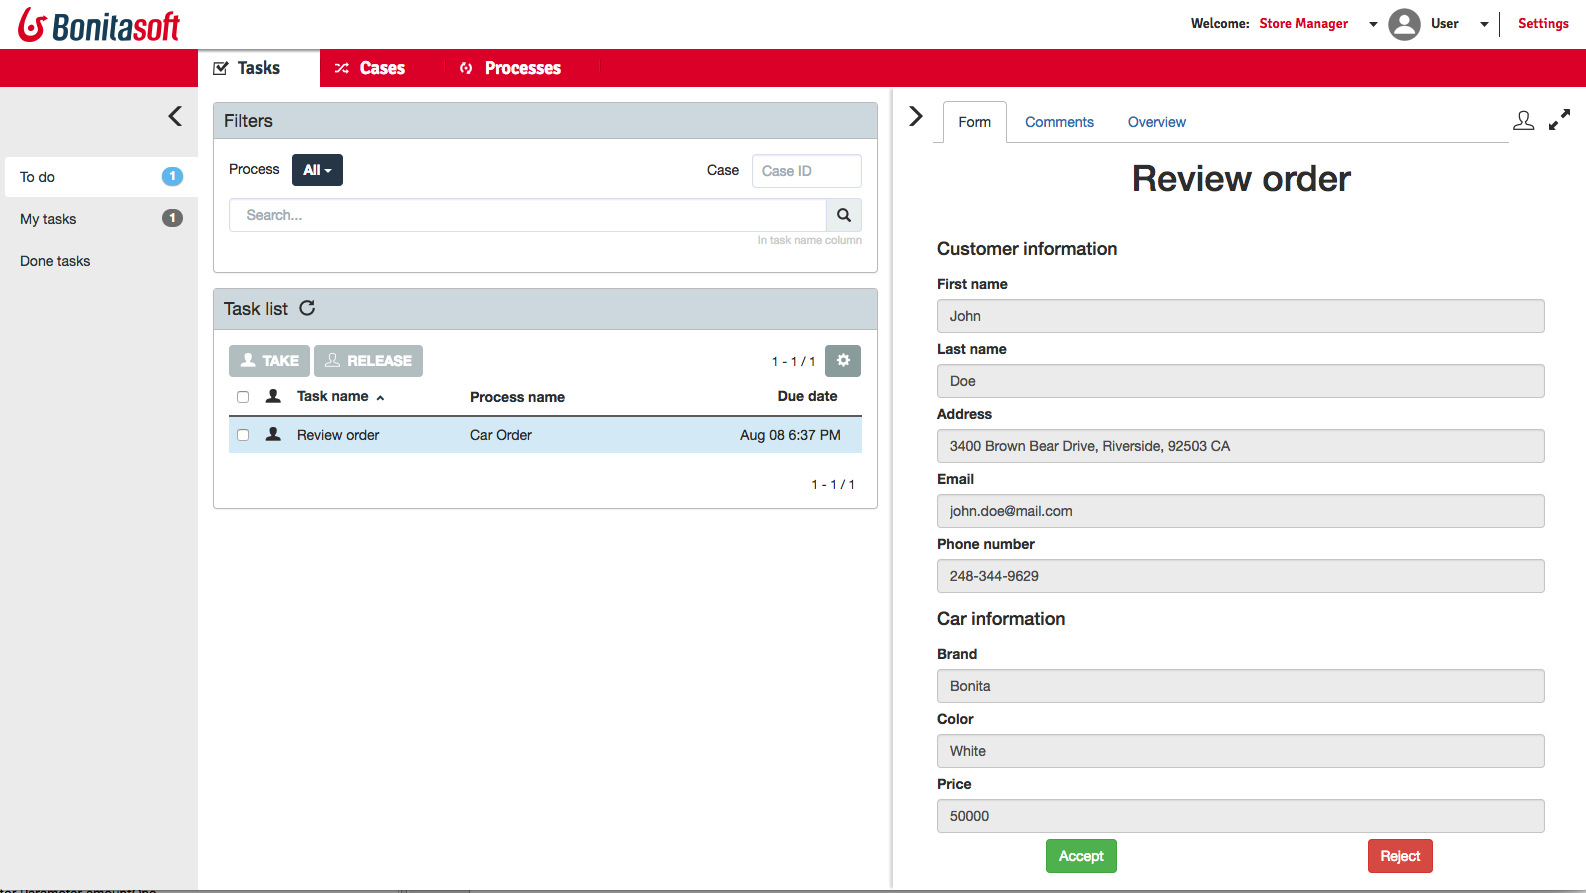 Bonitasoft
Welcome: Store Manager User Settings
Tasks Cases Processes
To do 1
My tasks 1
Done tasks
Filters
Process All Case Case ID
Search...
In task name column
Task list
TAKE RELEASE 1 - 1 / 1
Task name Process name Due date
Review order Car Order Aug 08 6:37 PM
1 - 1 / 1
Form Comments Overview
Review order
Customer information
First name
John
Last name
Doe
Address
3400 Brown Bear Drive, Riverside, 92503 CA
Email
john.doe@mail.com
Phone number
248-344-9629
Car information
Brand
Bonita
Color
White
Price
50000
Accept Reject